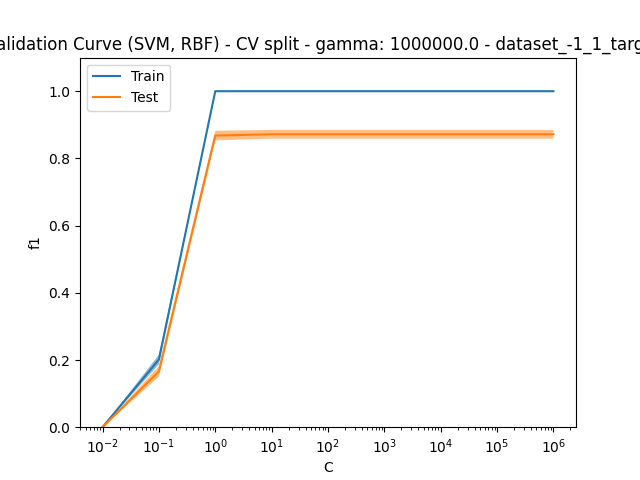 alidation Curve (SVM, RBF) - CV split - gamma: 1000000.0 - dataset_-1_1_targ
Train
Test
1.0
0.8
0.6
0.4
0.2
0.0
f1
10⁻² 10⁻¹ 10⁰ 10¹ 10² 10³ 10⁴ 10⁵ 10⁶
C